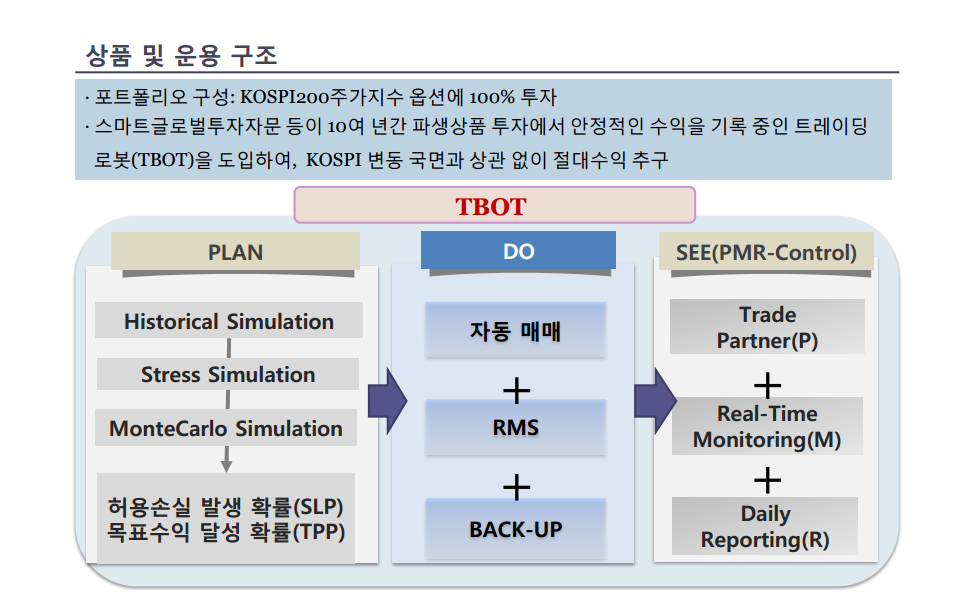 상품 및 운용 구조
· 포트폴리오 구성: KOSPI200주가지수 옵션에 100% 투자
· 스마트글로벌투자자문 등이 10여 년간 파생상품 투자에서 안정적인 수익을 기록 중인 트레이딩
로봇(TBOT)을 도입하여, KOSPI 변동 국면과 상관 없이 절대수익 추구
TBOT
PLAN
Historical Simulation
Stress Simulation
MonteCarlo Simulation
허용손실 발생 확률(SLP)
목표수익 달성 확률(TPP)
DO
자동 매매
+
RMS
+
BACK-UP
SEE(PMR-Control)
Trade
Partner(P)
+
Real-Time
Monitoring(M)
+
Daily
Reporting(R)